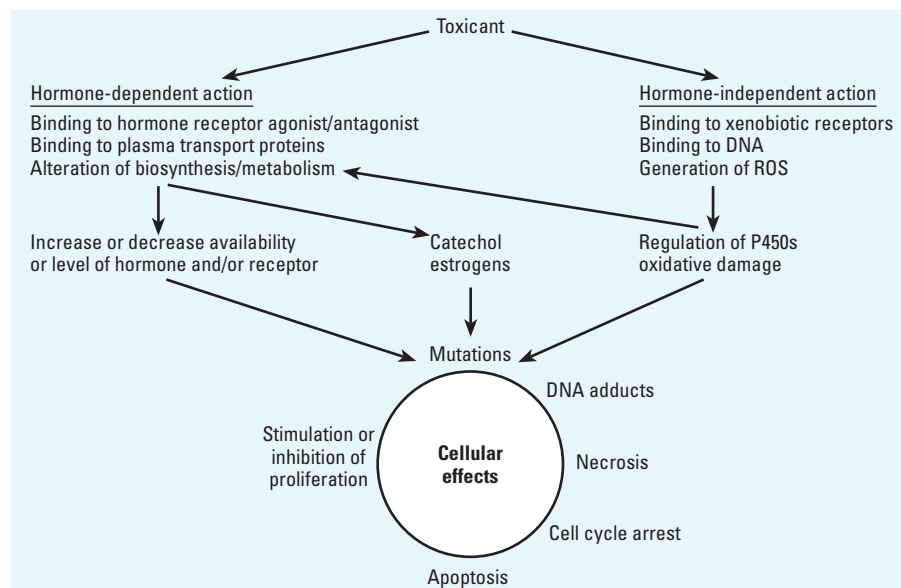 Toxicant
Hormone-dependent action
Binding to hormone receptor agonist/antagonist
Binding to plasma transport proteins
Alteration of biosynthesis/metabolism
Hormone-independent action
Binding to xenobiotic receptors
Binding to DNA
Generation of ROS
Increase or decrease availability
or level of hormone and/or receptor
Catechol
estrogens
Regulation of P450s
oxidative damage
Mutations
DNA adducts
Stimulation or
inhibition of
proliferation
Cellular
effects
Necrosis
Cell cycle arrest
Apoptosis